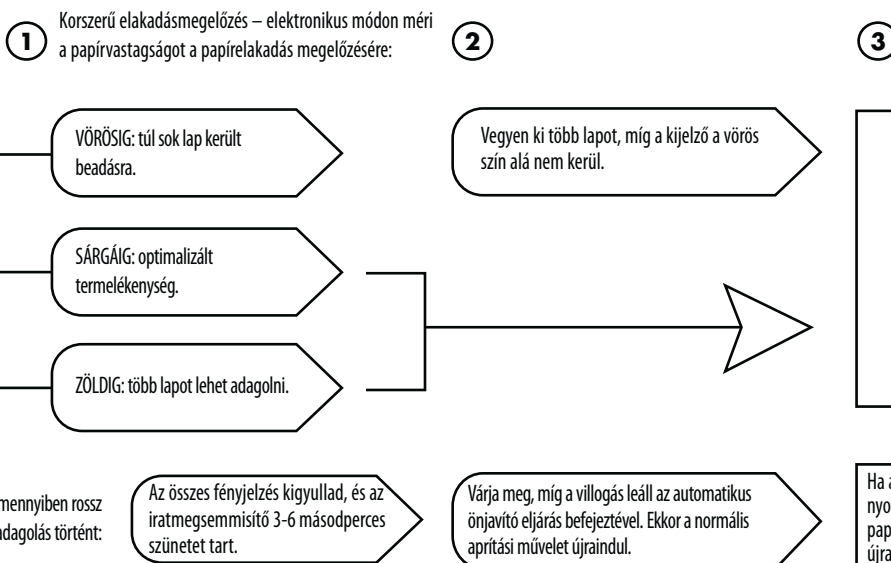 1
Korszerű elakadásmegelőzés – elektronikus módon méri
a papírvastagságot a papírelakadás megelőzésére:
2
3
VÖRÖSIG: túl sok lap került
beadásra.
Vegyen ki több lapot, míg a kijelző a vörös
szín alá nem kerül.
SÁRGÁIG: optimalizált
termelékenység.
ZÖLDIG: több lapot lehet adagolni.
mennyiben rossz
adagolás történt:
Az összes fényjelzés kigyullad, és az
iratmegsemmisítő 3-6 másodperces
szünetet tart.
Várja meg, míg a villogás leáll az automatikus
önjavító eljárás befejeztével. Ekkor a normális
aprítási művelet újraindul.
Ha a
nyo
pap
újra